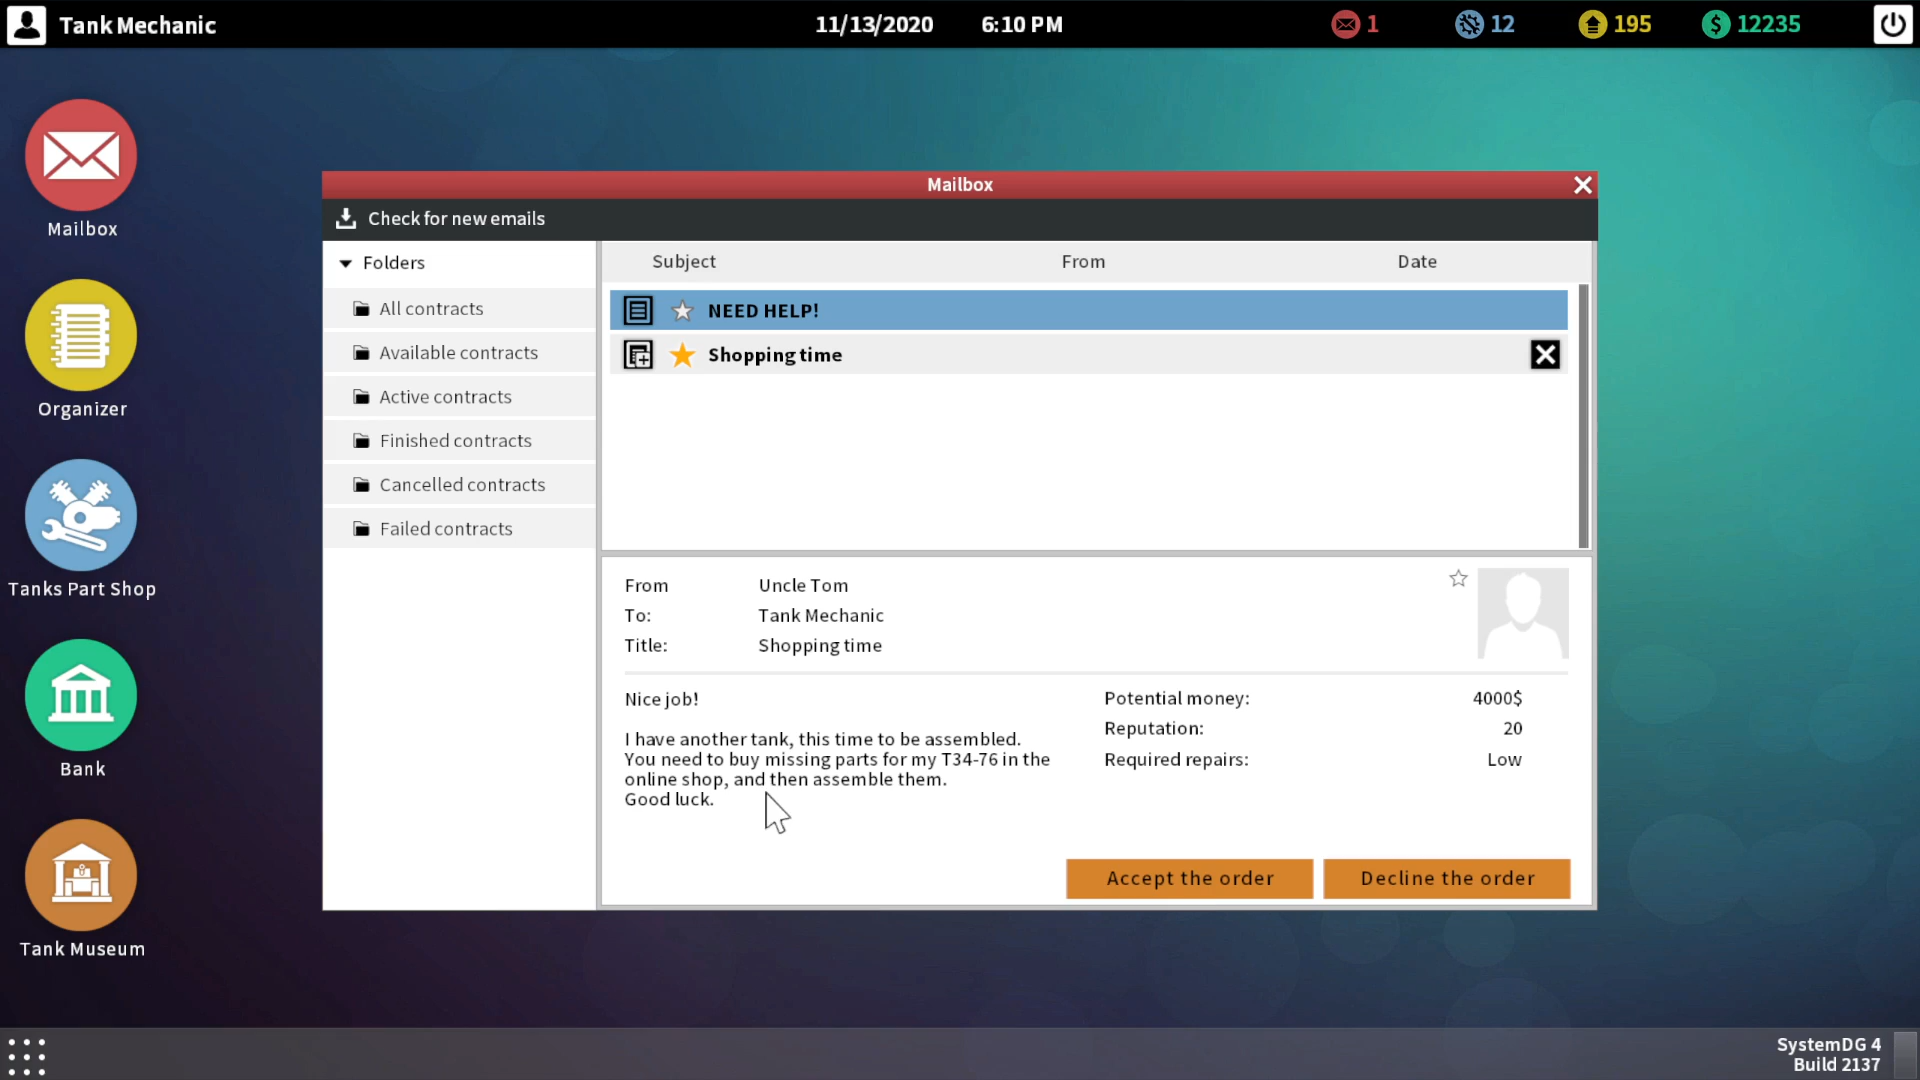 Tank Mechanic
11/13/2020 6:10 PM
1 12 195 12235
Mailbox
Organizer
Tanks Part Shop
Bank
Tank Museum
Mailbox
Check for new emails
Folders
All contracts
Available contracts
Active contracts
Finished contracts
Cancelled contracts
Failed contracts
Subject From Date
NEED HELP!
Shopping time
From Uncle Tom
To: Tank Mechanic
Title: Shopping time
Nice job!
I have another tank, this time to be assembled.
You need to buy missing parts for my T34-76 in the
online shop, and then assemble them.
Good luck.
Potential money: 4000$
Reputation: 20
Required repairs: Low
Accept the order Decline the order
SystemDG 4
Build 2137